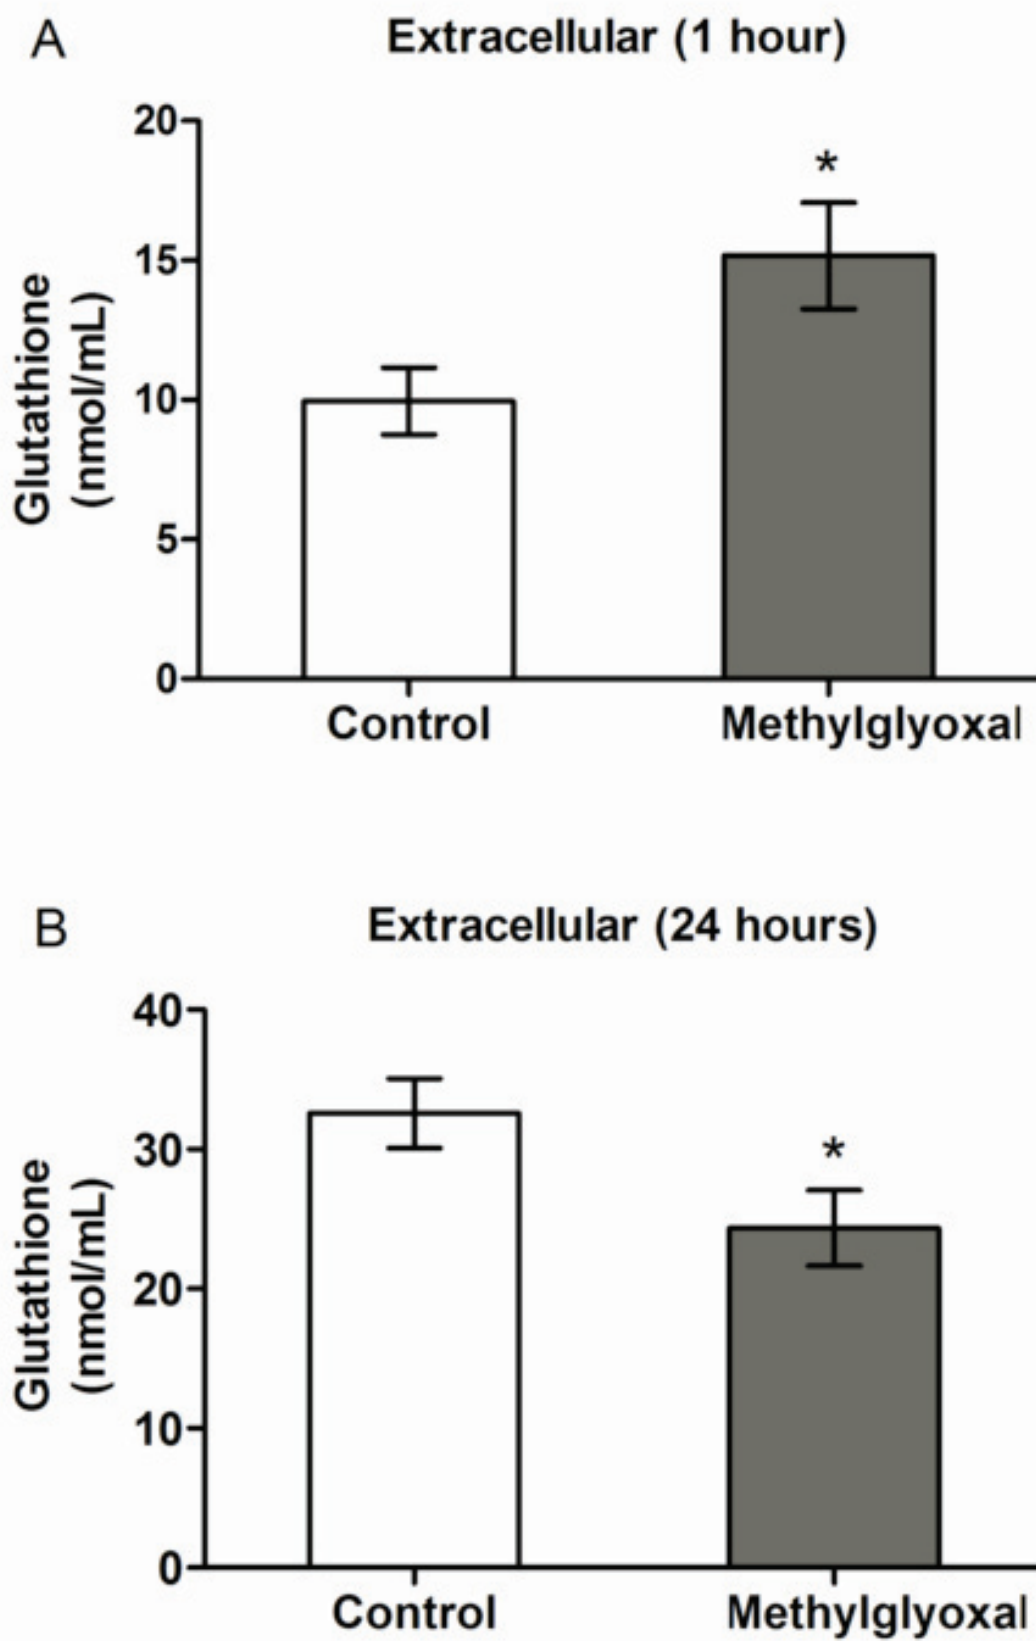 A
Extracellular (1 hour)
Glutathione
(nmol/mL)
20
15
10
5
0
*
Control
Methylglyoxal
B
Extracellular (24 hours)
Glutathione
(nmol/mL)
40
30
20
10
0
*
Control
Methylglyoxal